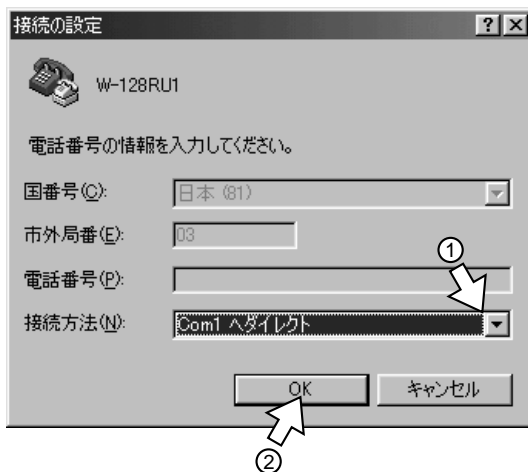 接続の設定
W-128RU1
電話番号の情報を入力してください。
国番号(C): 日本 (81)
市外局番(E): 03
①
電話番号(P):
接続方法(N): Com1 へダイレクト
OK キャンセル
②